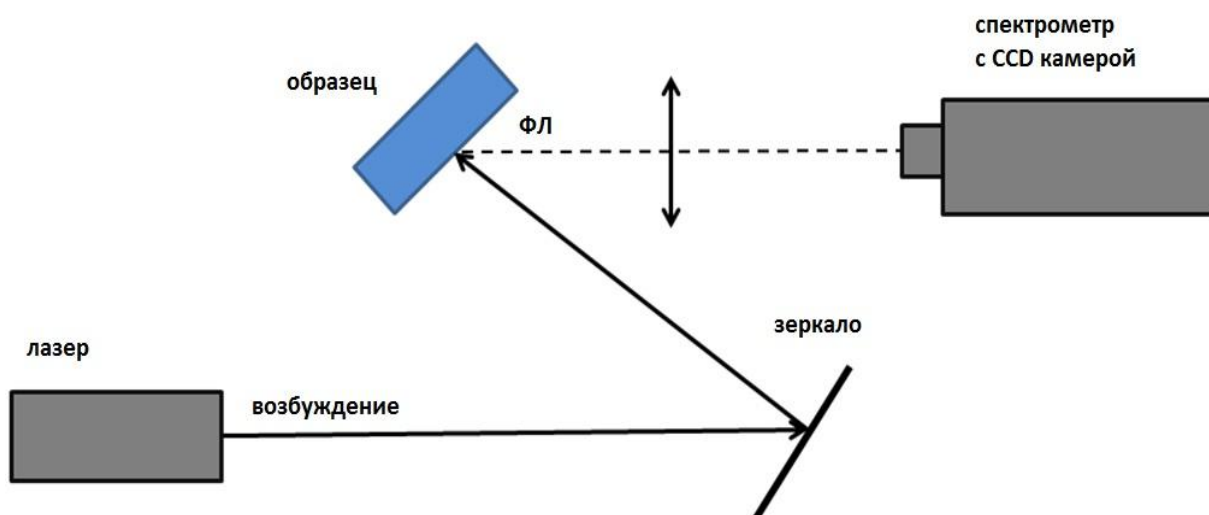 спектрометр
с CCD камерой
образец
ФЛ
зеркало
лазер
возбуждение